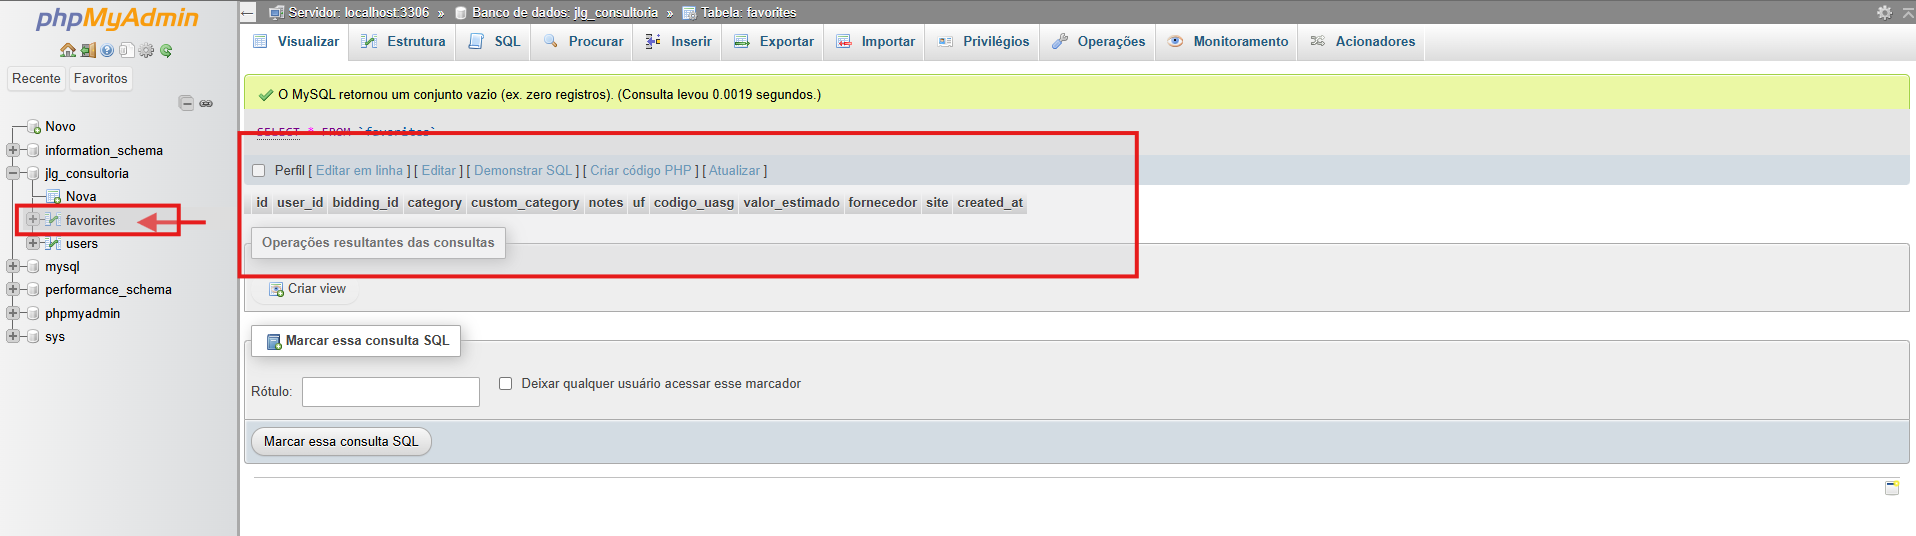 phpMyAdmin
Recente Favoritos
Novo
information_schema
jlg_consultoria
Nova
favorites
users
mysql
performance_schema
phpmyadmin
sys
Servidor: localhost:3306 » Banco de dados: jlg_consultoria » Tabela: favorites
Visualizar Estrutura SQL Procurar Inserir Exportar Importar Privilégios Operações Monitoramento Acionadores
O MySQL retornou um conjunto vazio (ex. zero registros). (Consulta levou 0.0019 segundos.)
SELECT * FROM `favorites`
Perfil [ Editar em linha ] [ Editar ] [ Demonstrar SQL ] [ Criar código PHP ] [ Atualizar ]
id user_id bidding_id category custom_category notes uf codigo_uasg valor_estimado fornecedor site created_at
Operações resultantes das consultas
Criar view
Marcar essa consulta SQL
Rótulo: Deixar qualquer usuário acessar esse marcador
Marcar essa consulta SQL